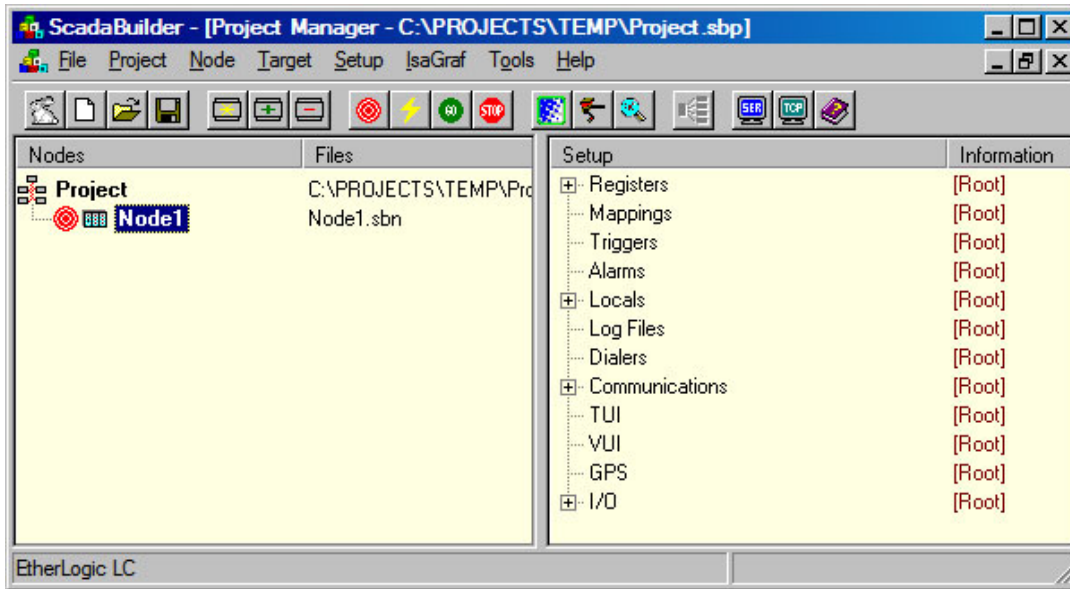 ScadaBuilder - [Project Manager - C:\PROJECTS\TEMP\Project.sbp]
File Project Node Target Setup IsaGraf Tools Help
GO STOP SER TCP
Nodes Files Setup Information
Project C:\PROJECTS\TEMP\Pro
Node1 Node1.sbn
Registers [Root]
Mappings [Root]
Triggers [Root]
Alarms [Root]
Locals [Root]
Log Files [Root]
Dialers [Root]
Communications [Root]
TUI [Root]
VUI [Root]
GPS [Root]
I/O [Root]
EtherLogic LC